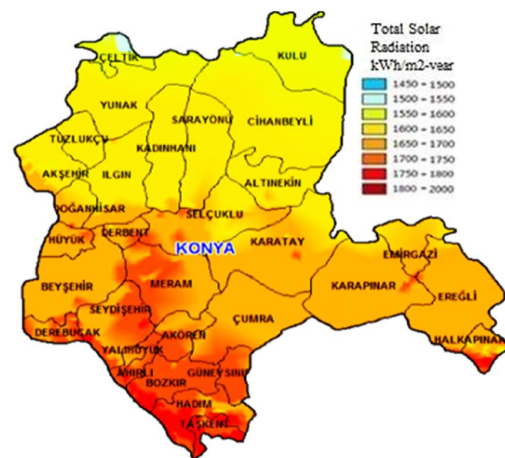 Total Solar
Radiation
kWh/m2-year
1450 - 1500
1500 - 1550
1550 - 1600
1600 - 1650
1650 - 1700
1700 - 1750
1750 - 1800
1800 - 2000
ÇELTİK
KULU
YUNAK
SARAYÖNÜ
CİHANBEYLİ
TUZLUKÇU
KADINHANI
AKŞEHİR
ILGIN
ALTINEKİN
DOĞANHİSAR
SELÇUKLU
HÜYÜK
DERBENT
KONYA
KARATAY
EMİRGAZİ
BEYŞEHİR
MERAM
KARAPINAR
EREĞLİ
SEYDİŞEHİR
ÇUMRA
DEREBUCAK
AKÖREN
HALKAPINAR
YALIHÜYÜK
AHIRLI
GÜNEYSINIR
BOZKIR
HADIM
TAŞKENT